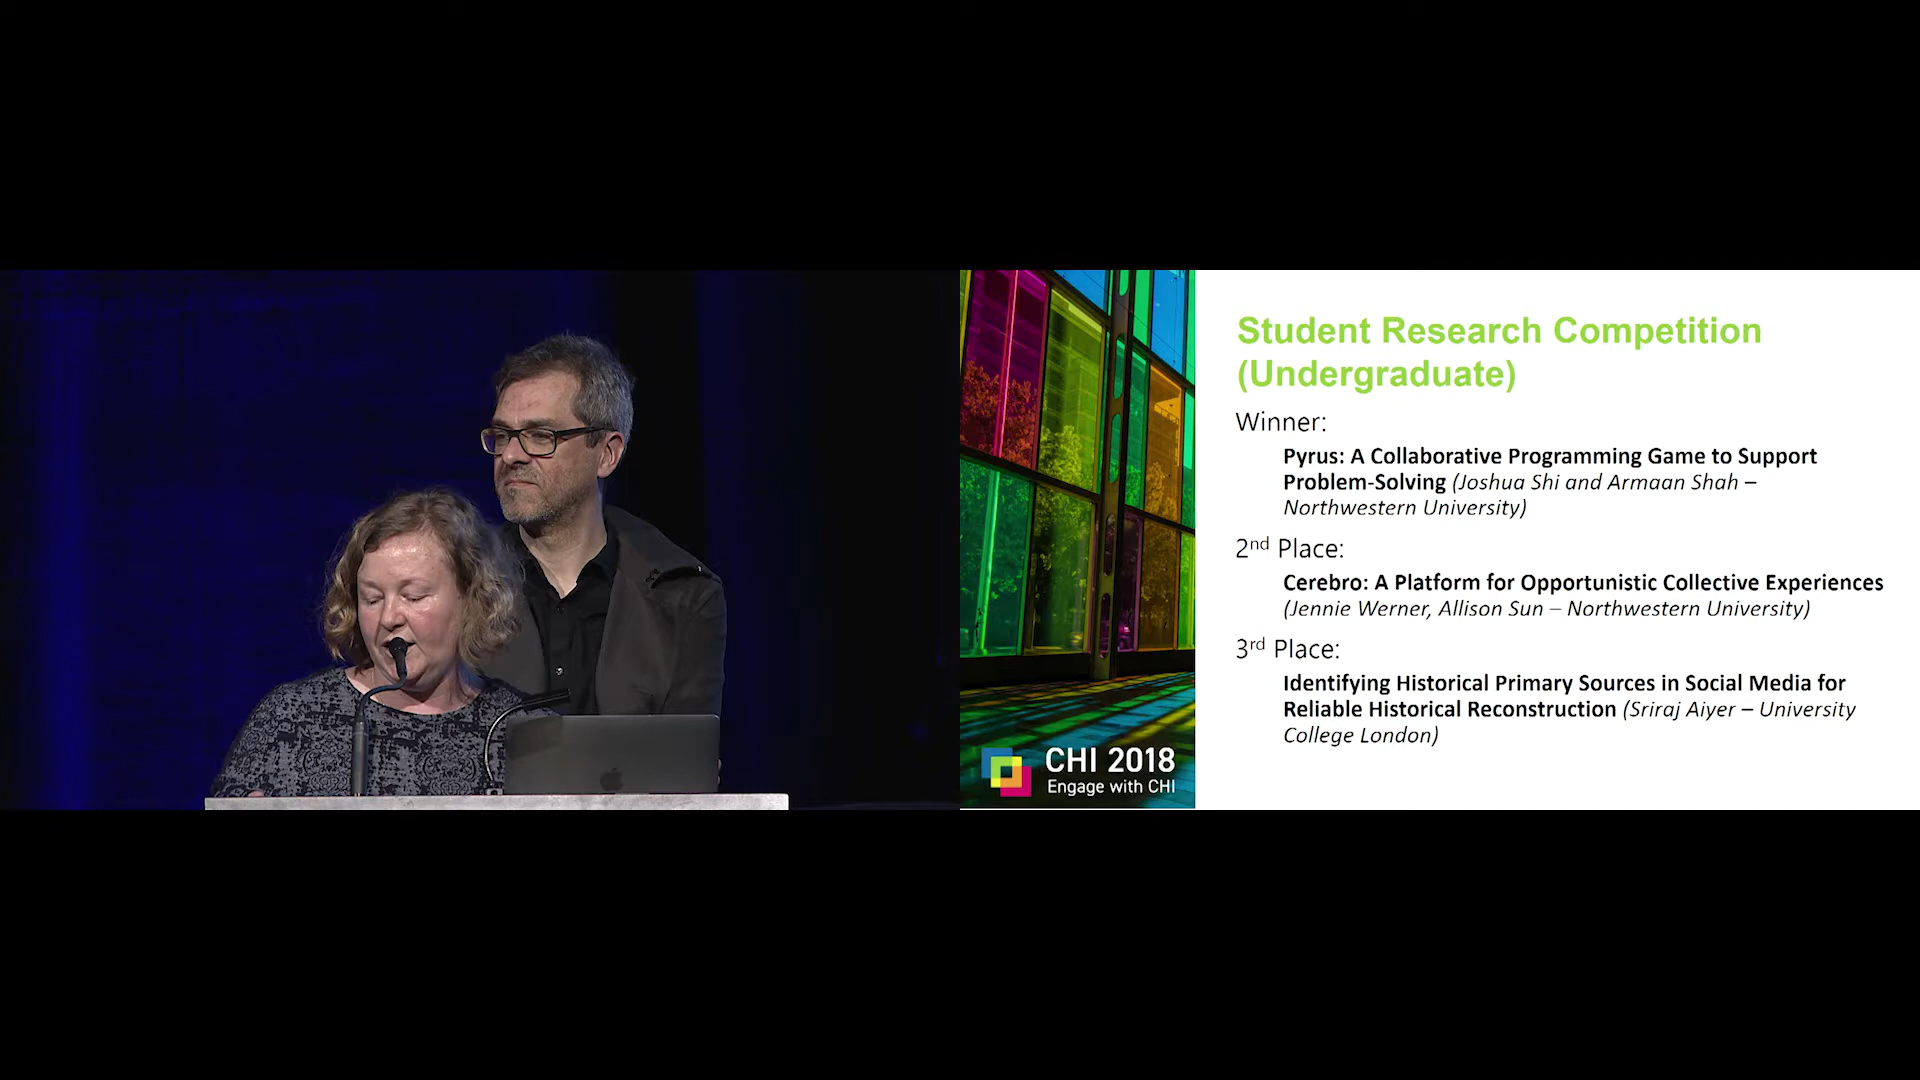 Student Research Competition
(Undergraduate)
Winner:
Pyrus: A Collaborative Programming Game to Support
Problem-Solving (Joshua Shi and Armaan Shah –
Northwestern University)
2nd Place:
Cerebro: A Platform for Opportunistic Collective Experiences
(Jennie Werner, Allison Sun – Northwestern University)
3rd Place:
Identifying Historical Primary Sources in Social Media for
Reliable Historical Reconstruction (Sriraj Aiyer – University
College London)
CHI 2018
Engage with CHI